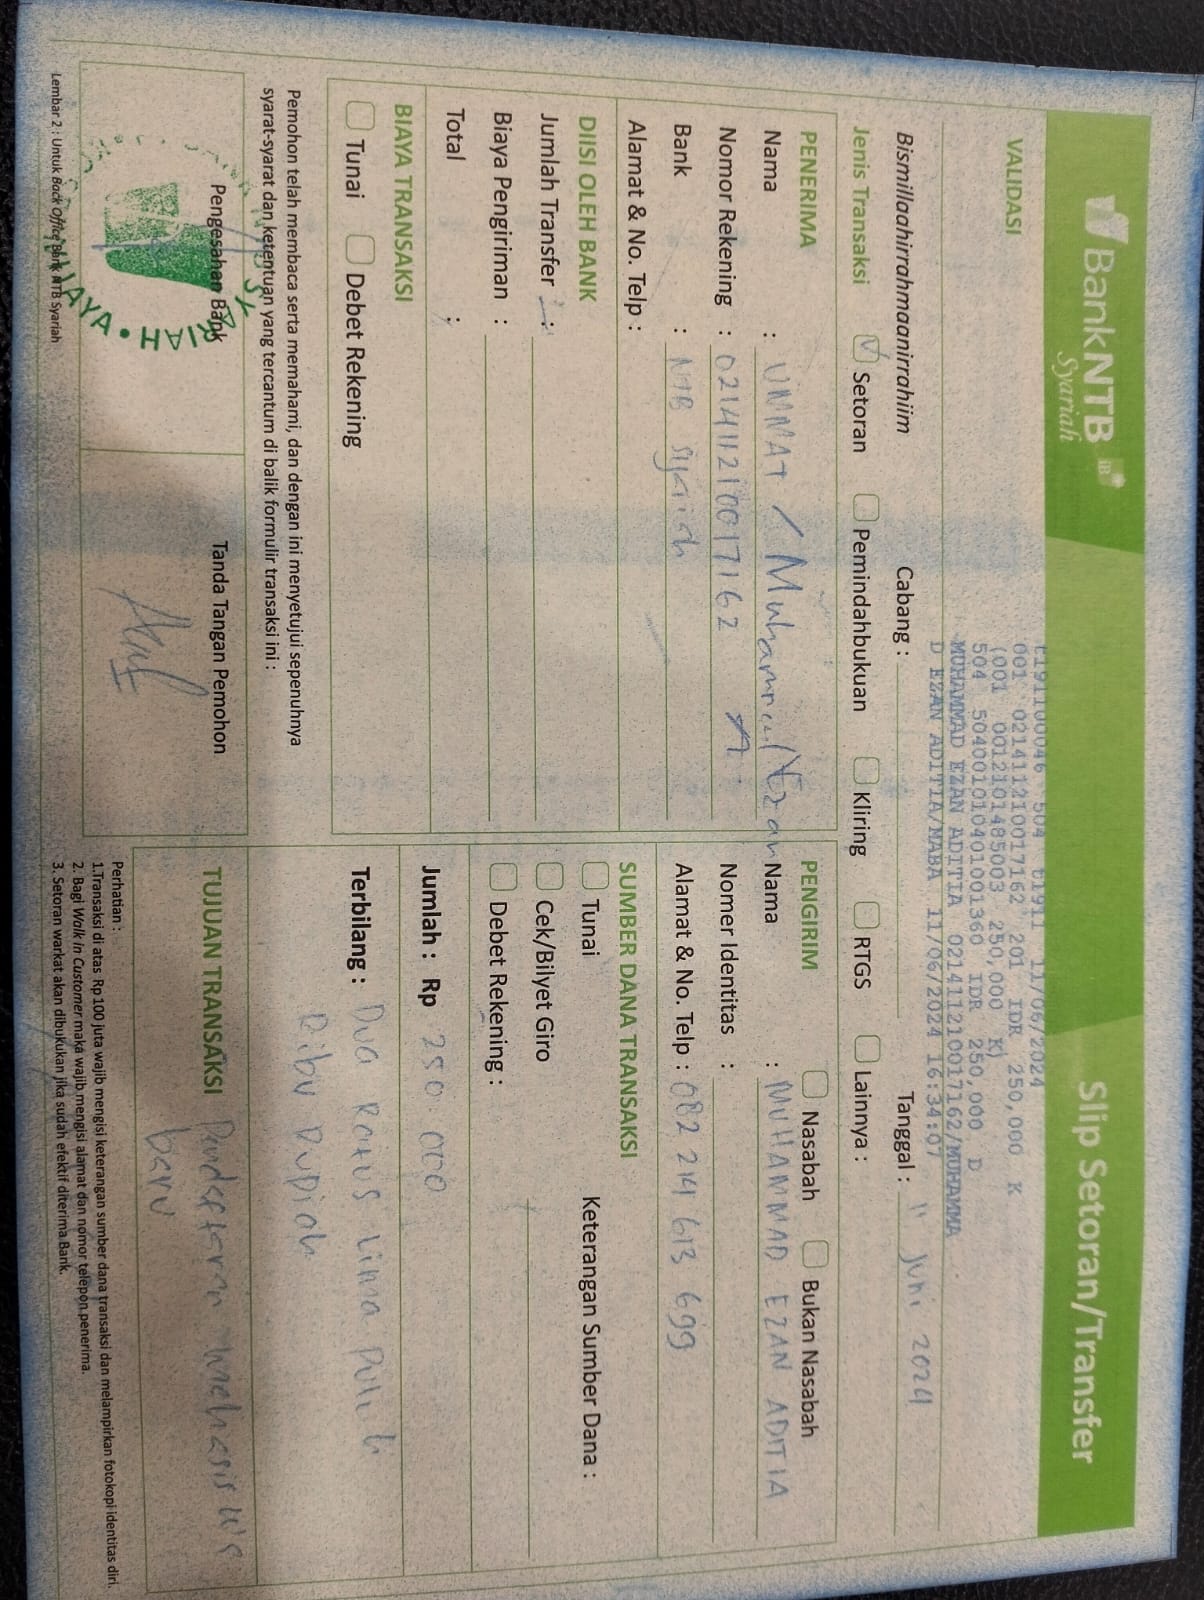 BankNTB
Syariah
Slip Setoran/Transfer
VALIDASI
t191100046 504 t1911 11/06/2024
001 021411210017162 201 IDR 250,000 K
(001 0012101485003 250,000 K)
504 504001010401001360 IDR 250,000 D
MUHAMMAD EZAN ADITIA 021411210017162/MUHAMMA
D EZAN ADITIA/MABA 11/06/2024 16:34:07
Bismillaahirrahmaanirrahiim
Cabang :
Tanggal : 11 Juni 2024
Jenis Transaksi
Setoran
Pemindahbukuan
Kliring
RTGS
Lainnya :
PENERIMA
Nama : UMMAT / Muhammad Ezan
Nomor Rekening : 021411210017162
Bank : NTB Syariah
Alamat & No. Telp :
PENGIRIM
Nasabah
Bukan Nasabah
Nama : MUHAMMAD EZAN ADITIA
Nomer Identitas :
Alamat & No. Telp : 082 214 613 699
DIISI OLEH BANK
Jumlah Transfer :
Biaya Pengiriman :
Total :
SUMBER DANA TRANSAKSI
Tunai
Keterangan Sumber Dana :
Cek/Bilyet Giro
Debet Rekening :
BIAYA TRANSAKSI
Tunai
Debet Rekening
Jumlah : Rp 250 000
Terbilang : Dua Ratus Lima Puluh
Ribu Rupiah
Pemohon telah membaca serta memahami, dan dengan ini menyetujui sepenuhnya
syarat-syarat dan ketentuan yang tercantum di balik formulir transaksi ini :
Pengesahan Bank
Tanda Tangan Pemohon
TUJUAN TRANSAKSI Pendaftaran Mahasiswa
baru
Lembar 2 : Untuk Back Office Bank NTB Syariah
Perhatian :
1.Transaksi di atas Rp 100 juta wajib mengisi keterangan sumber dana transaksi dan melampirkan fotokopi identitas diri.
2. Bagi Walk in Customer maka wajib mengisi alamat dan nomor telepon penerima.
3. Setoran warkat akan dibukukan jika sudah efektif diterima Bank.